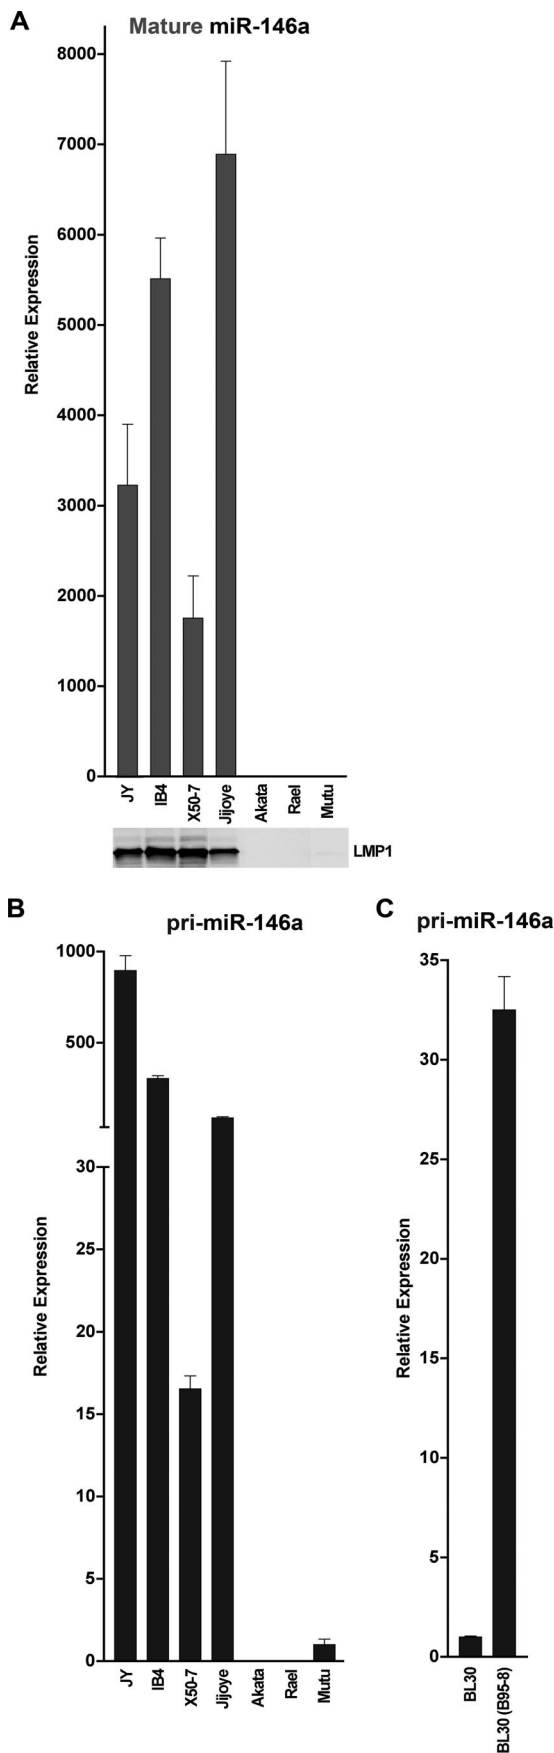 A
Mature miR-146a
8000
7000
6000
5000
4000
3000
2000
1000
0
Relative Expression
JY
IB4
X50-7
Jijoye
Akata
Rael
Mutu
LMP1
B
pri-miR-146a
1000
500
30
25
20
15
10
5
0
Relative Expression
JY
IB4
X50-7
Jijoye
Akata
Rael
Mutu
C
pri-miR-146a
35
30
25
20
15
10
5
0
Relative Expression
BL30
BL30 (B95-8)